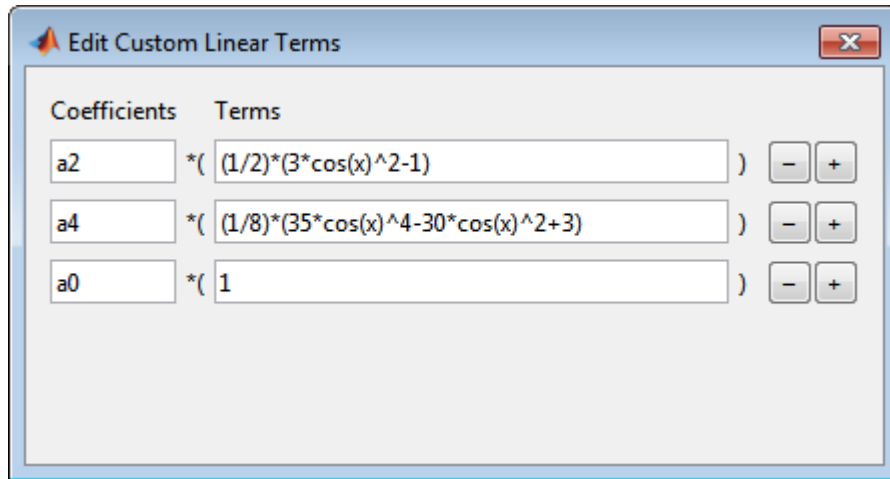 Edit Custom Linear Terms
Coefficients Terms
a2 *( (1/2)*(3*cos(x)^2-1) ) - +
a4 *( (1/8)*(35*cos(x)^4-30*cos(x)^2+3) ) - +
a0 *( 1 ) - +